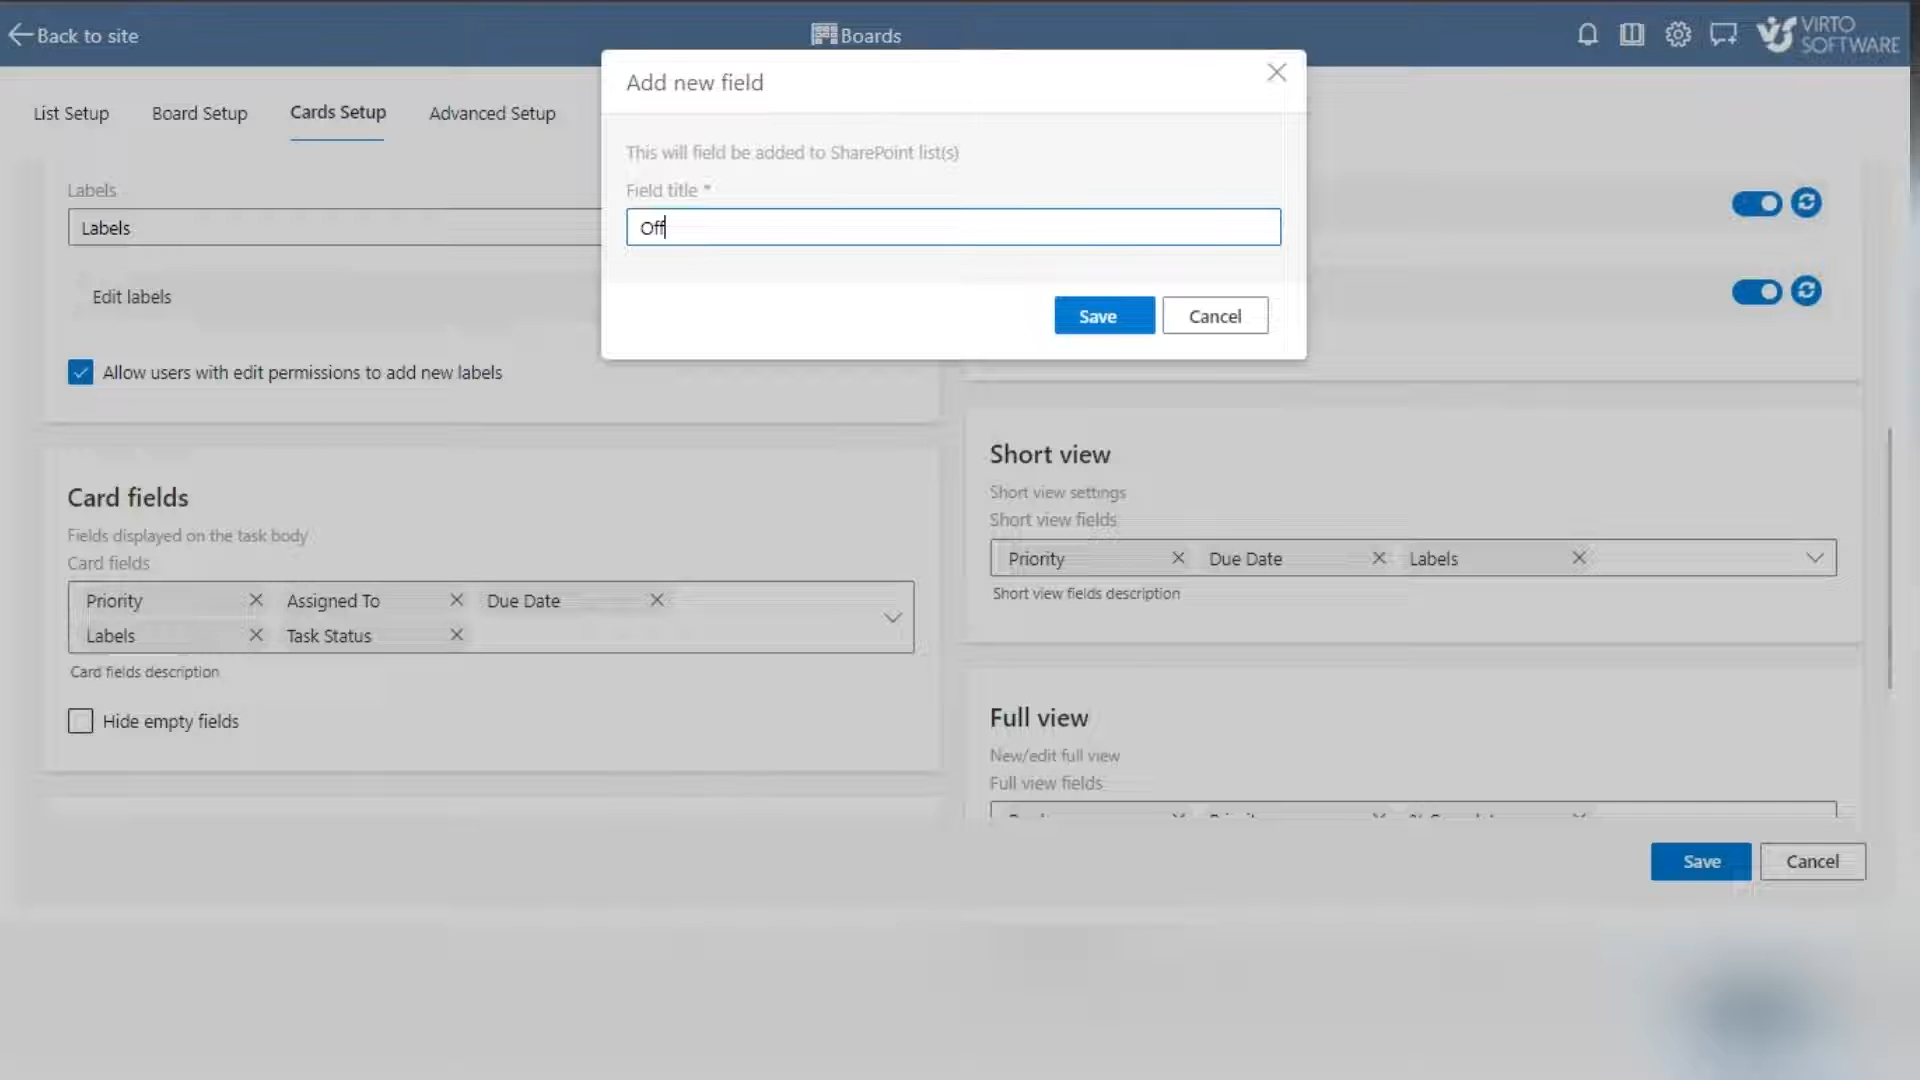 Back to site
Boards
VIRTO
SOFTWARE
List Setup
Board Setup
Cards Setup
Advanced Setup
Add new field
This will field be added to SharePoint list(s)
Field title *
Off
Save
Cancel
Labels
Labels
Edit labels
Allow users with edit permissions to add new labels
Card fields
Fields displayed on the task body
Card fields
Priority
Assigned To
Due Date
Labels
Task Status
Card fields description
Hide empty fields
Short view
Short view settings
Short view fields
Priority
Due Date
Labels
Short view fields description
Full view
New/edit full view
Full view fields
Save
Cancel